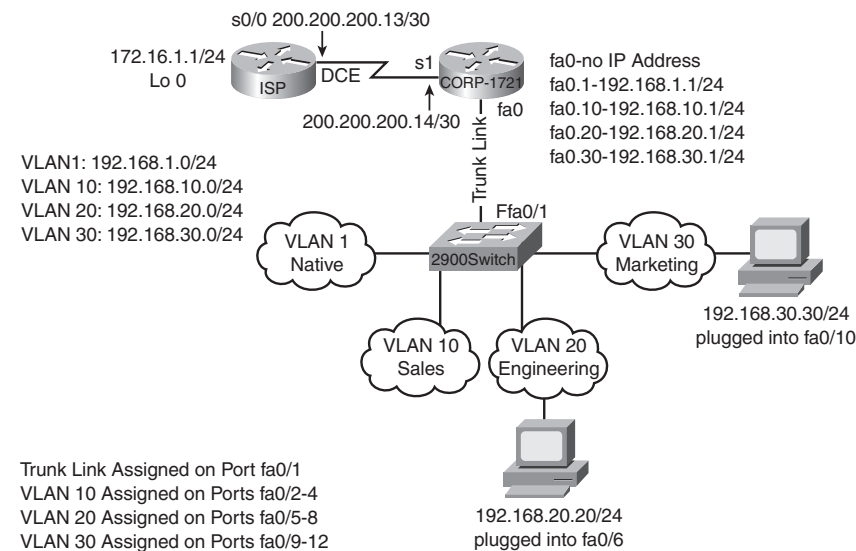 s0/0 200.200.200.13/30
172.16.1.1/24
Lo 0
ISP
DCE
s1
CORP-1721
fa0
200.200.200.14/30
fa0-no IP Address
fa0.1-192.168.1.1/24
fa0.10-192.168.10.1/24
fa0.20-192.168.20.1/24
fa0.30-192.168.30.1/24
Trunk Link
VLAN1: 192.168.1.0/24
VLAN 10: 192.168.10.0/24
VLAN 20: 192.168.20.0/24
VLAN 30: 192.168.30.0/24
Ffa0/1
2900Switch
VLAN 1
Native
VLAN 30
Marketing
192.168.30.30/24
plugged into fa0/10
VLAN 10
Sales
VLAN 20
Engineering
192.168.20.20/24
plugged into fa0/6
Trunk Link Assigned on Port fa0/1
VLAN 10 Assigned on Ports fa0/2-4
VLAN 20 Assigned on Ports fa0/5-8
VLAN 30 Assigned on Ports fa0/9-12